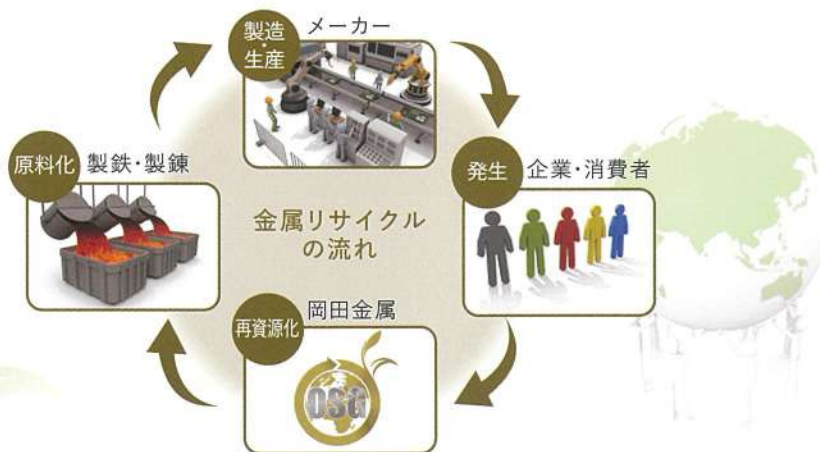 製造・
生産
メーカー
原料化
製鉄・製錬
発生
企業・消費者
金属リサイクル
の流れ
再資源化
岡田金属
OSG